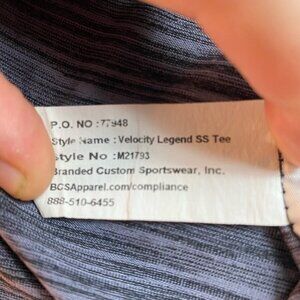 P.O. NO :77948
Style Name : Velocity Legend SS Tee
Style No :M21793
Branded Custom Sportswear, Inc.
BCSApparel.com/compliance
888-510-6455